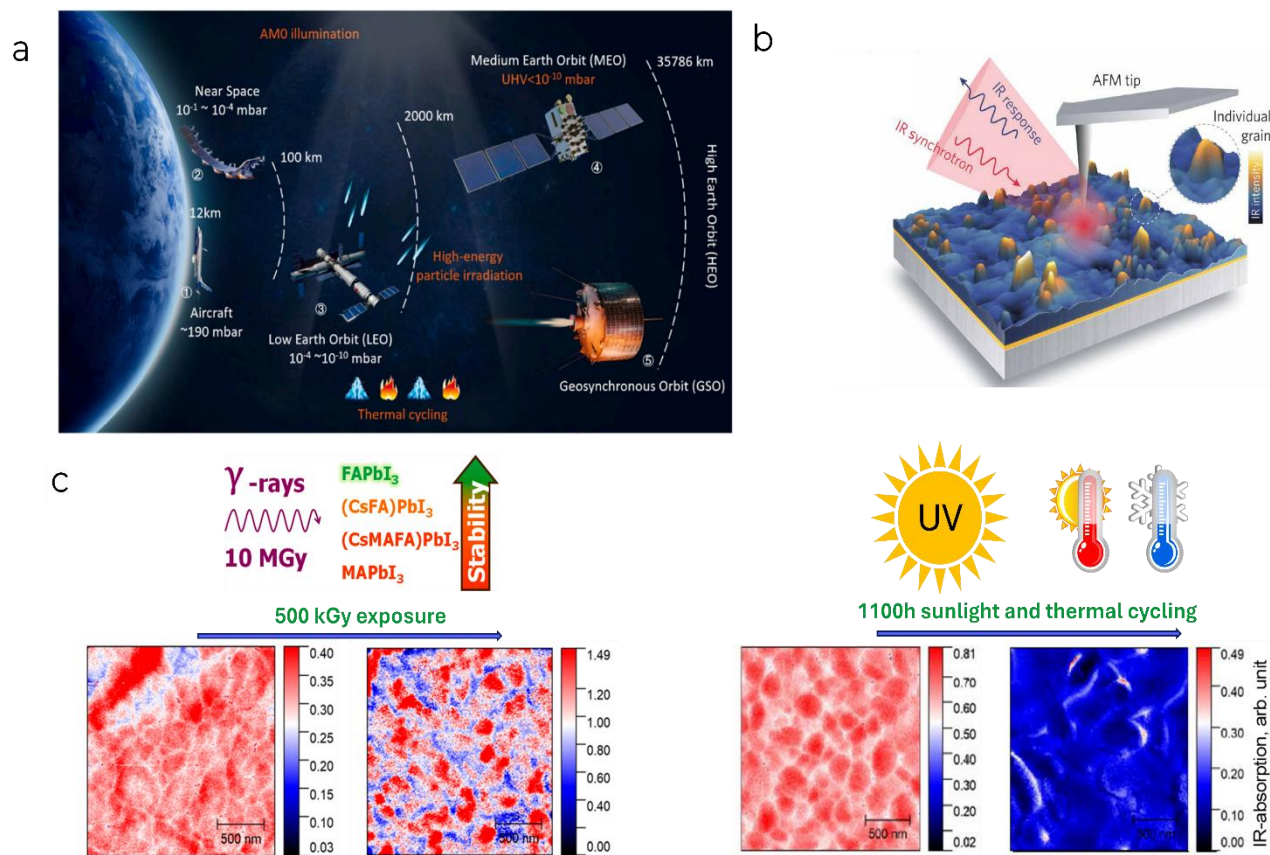 a
AM0 illumination
Near Space
10⁻¹ ~ 10⁻⁴ mbar
②
100 km
12km
①
Aircraft
~190 mbar
Medium Earth Orbit (MEO)
UHV<10⁻¹⁰ mbar
35786 km
2000 km
④
High Earth Orbit (HEO)
High-energy
particle irradiation
③
Low Earth Orbit (LEO)
10⁻⁴ ~10⁻¹⁰ mbar
⑤
Geosynchronous Orbit (GSO)
Thermal cycling
b
AFM tip
IR response
IR synchrotron
Individual
grain
IR intensity
c
γ -rays
10 MGy
FAPbI₃
(CsFA)PbI₃
(CsMAFA)PbI₃
MAPbI₃
Stability
500 kGy exposure
0.40
0.30
0.25
0.20
0.15
0.10
0.03
500 nm
1.49
1.20
1.00
0.80
0.60
0.40
0.00
500 nm
UV
1100h sunlight and thermal cycling
0.81
0.70
0.60
0.50
0.40
0.30
0.20
0.02
500 nm
0.49
0.40
0.30
0.20
0.10
0.00
500 nm
IR-absorption, arb. unit